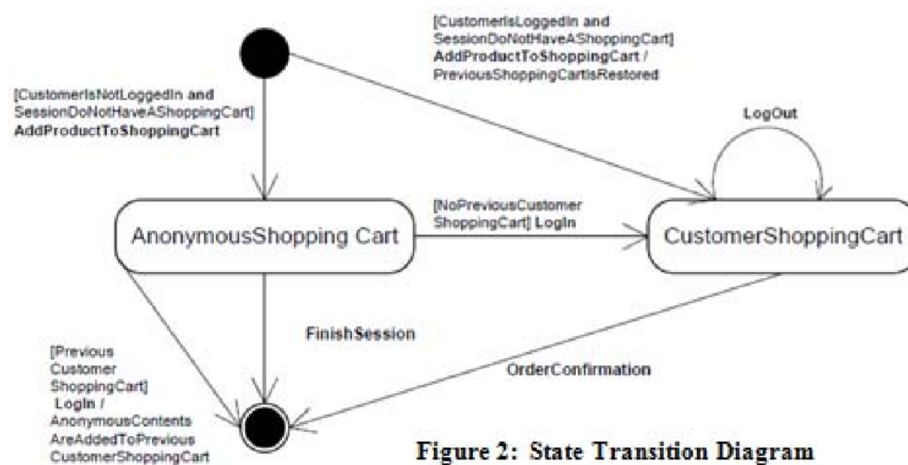 [CustomerIsLoggedIn and
SessionDoNotHaveAShoppingCart]
AddProductToShoppingCart /
PreviousShoppingCartIsRestored
[CustomerIsNotLoggedIn and
SessionDoNotHaveAShoppingCart]
AddProductToShoppingCart
LogOut
AnonymousShopping Cart
[NoPreviousCustomer
ShoppingCart] LogIn
CustomerShoppingCart
FinishSession
[Previous
Customer
ShoppingCart]
LogIn /
AnonymousContents
AreAddedToPrevious
CustomerShoppingCart
OrderConfirmation
Figure 2: State Transition Diagram